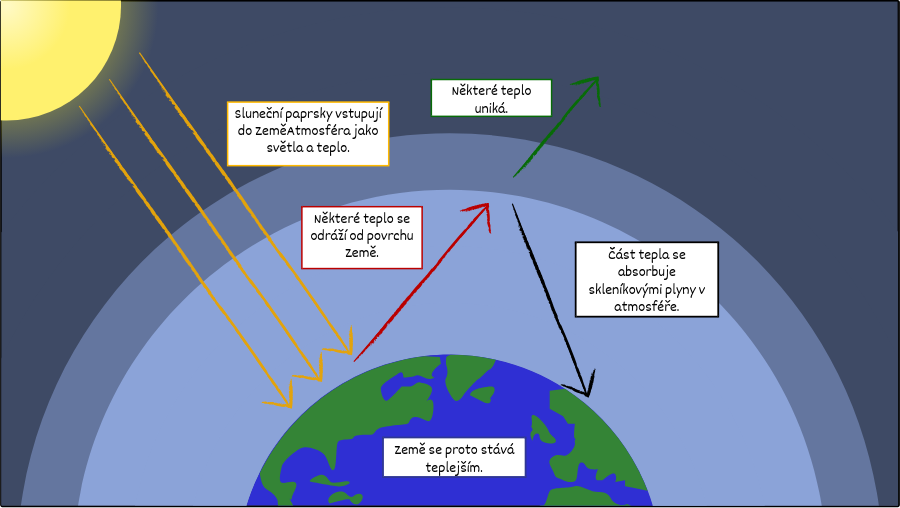 Sluneční paprsky vstupují
do ZeměAtmosféra jako
světla a teplo.
Některé teplo
uniká.
Některé teplo se
odráží od povrchu
Země.
Část tepla se
absorbuje
skleníkovými plyny v
atmosféře.
Země se proto stává
teplejším.